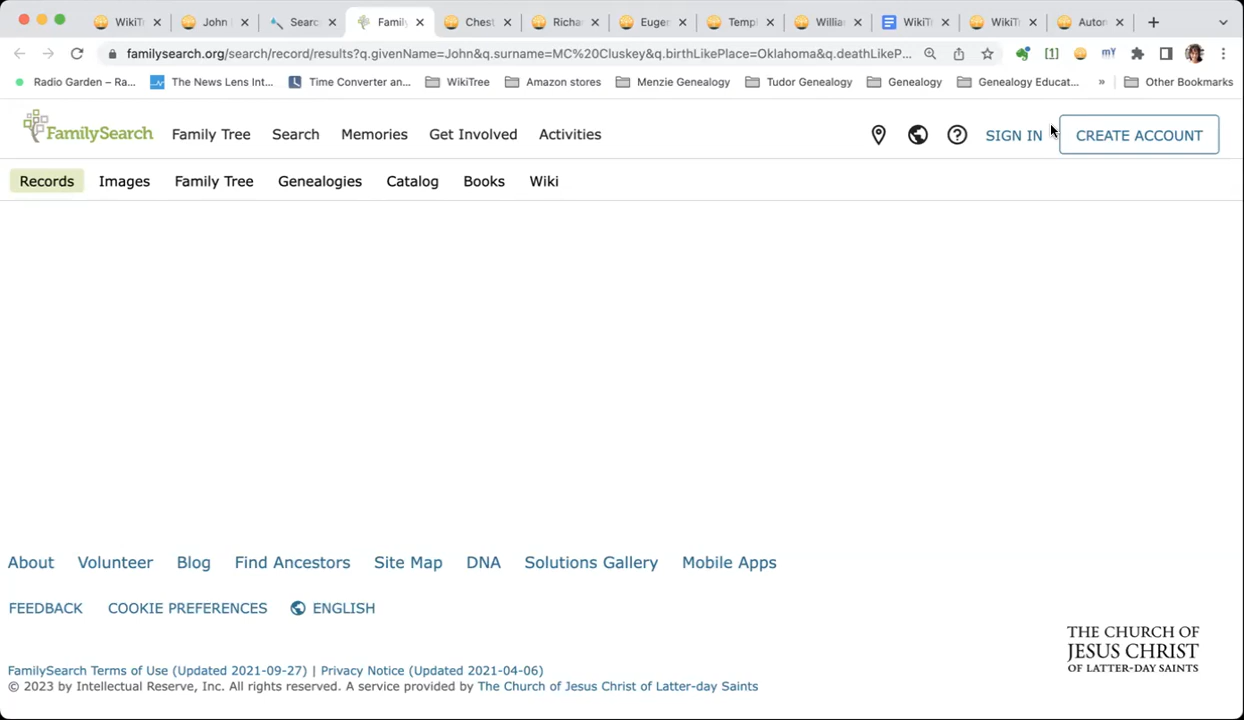 WikiTr John Searc Famil Chest Richa Euger Templ Willia WikiTi WikiT Auton
familysearch.org/search/record/results?q.givenName=John&q.surname=MC%20Cluskey&q.birthLikePlace=Oklahoma&q.deathLikeP... [1] mY
Radio Garden – Ra... The News Lens Int... Time Converter an... WikiTree Amazon stores Menzie Genealogy Tudor Genealogy Genealogy Genealogy Educat... » Other Bookmarks
FamilySearch Family Tree Search Memories Get Involved Activities SIGN IN CREATE ACCOUNT
Records Images Family Tree Genealogies Catalog Books Wiki
About Volunteer Blog Find Ancestors Site Map DNA Solutions Gallery Mobile Apps
FEEDBACK COOKIE PREFERENCES ENGLISH
THE CHURCH OF
JESUS CHRIST
OF LATTER-DAY SAINTS
FamilySearch Terms of Use (Updated 2021-09-27) | Privacy Notice (Updated 2021-04-06)
© 2023 by Intellectual Reserve, Inc. All rights reserved. A service provided by The Church of Jesus Christ of Latter-day Saints